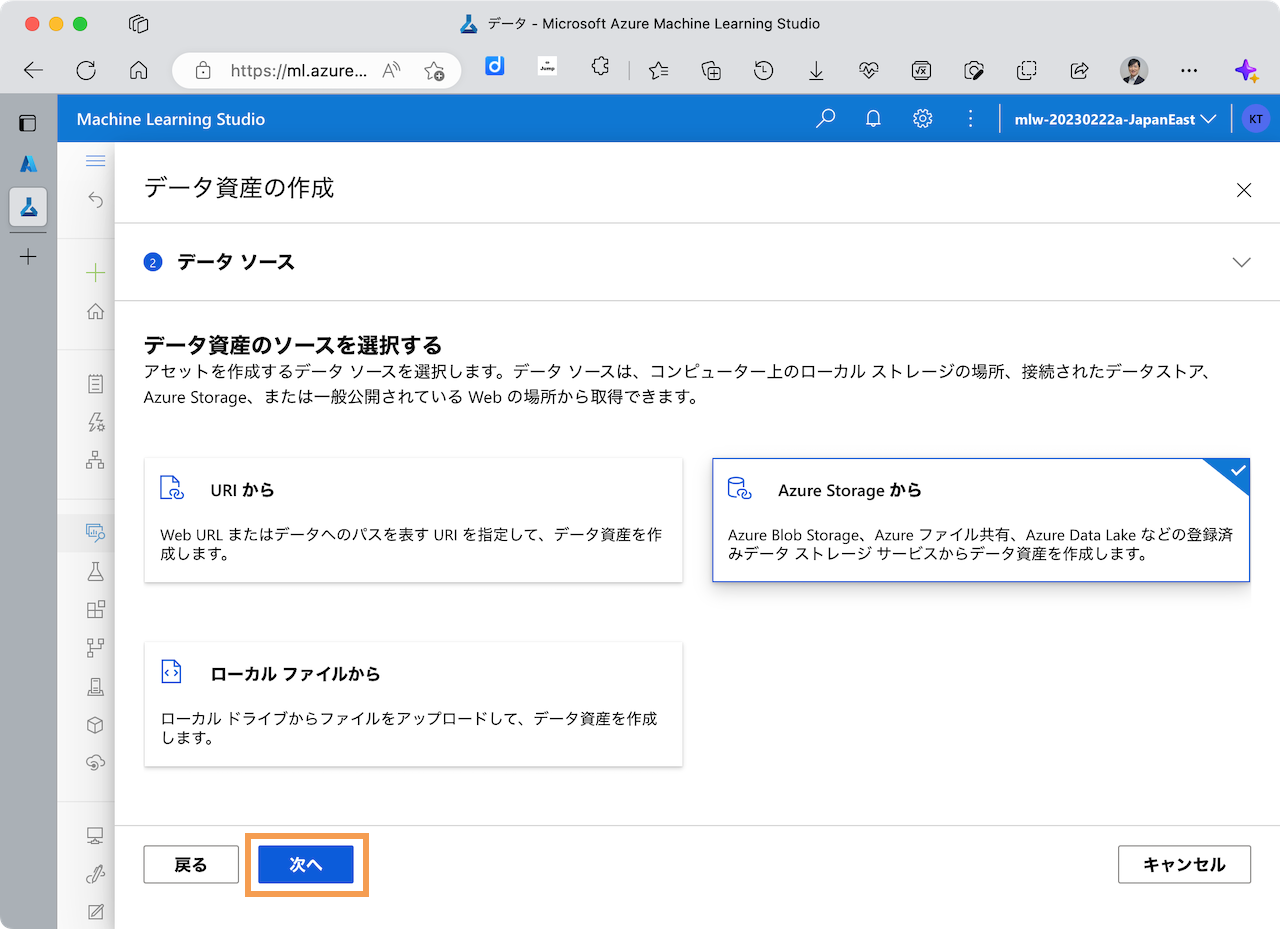 データ - Microsoft Azure Machine Learning Studio
https://ml.azure...
Jump
Machine Learning Studio
mlw-20230222a-JapanEast
KT
データ資産の作成
2 データ ソース
データ資産のソースを選択する
アセットを作成するデータ ソースを選択します。データ ソースは、コンピューター上のローカル ストレージの場所、接続されたデータストア、
Azure Storage、または一般公開されている Web の場所から取得できます。
URI から
Web URL またはデータへのパスを表す URI を指定して、データ資産を作
成します。
Azure Storage から
Azure Blob Storage、Azure ファイル共有、Azure Data Lake などの登録済
みデータ ストレージ サービスからデータ資産を作成します。
ローカル ファイルから
ローカル ドライブからファイルをアップロードして、データ資産を作成
します。
戻る
次へ
キャンセル